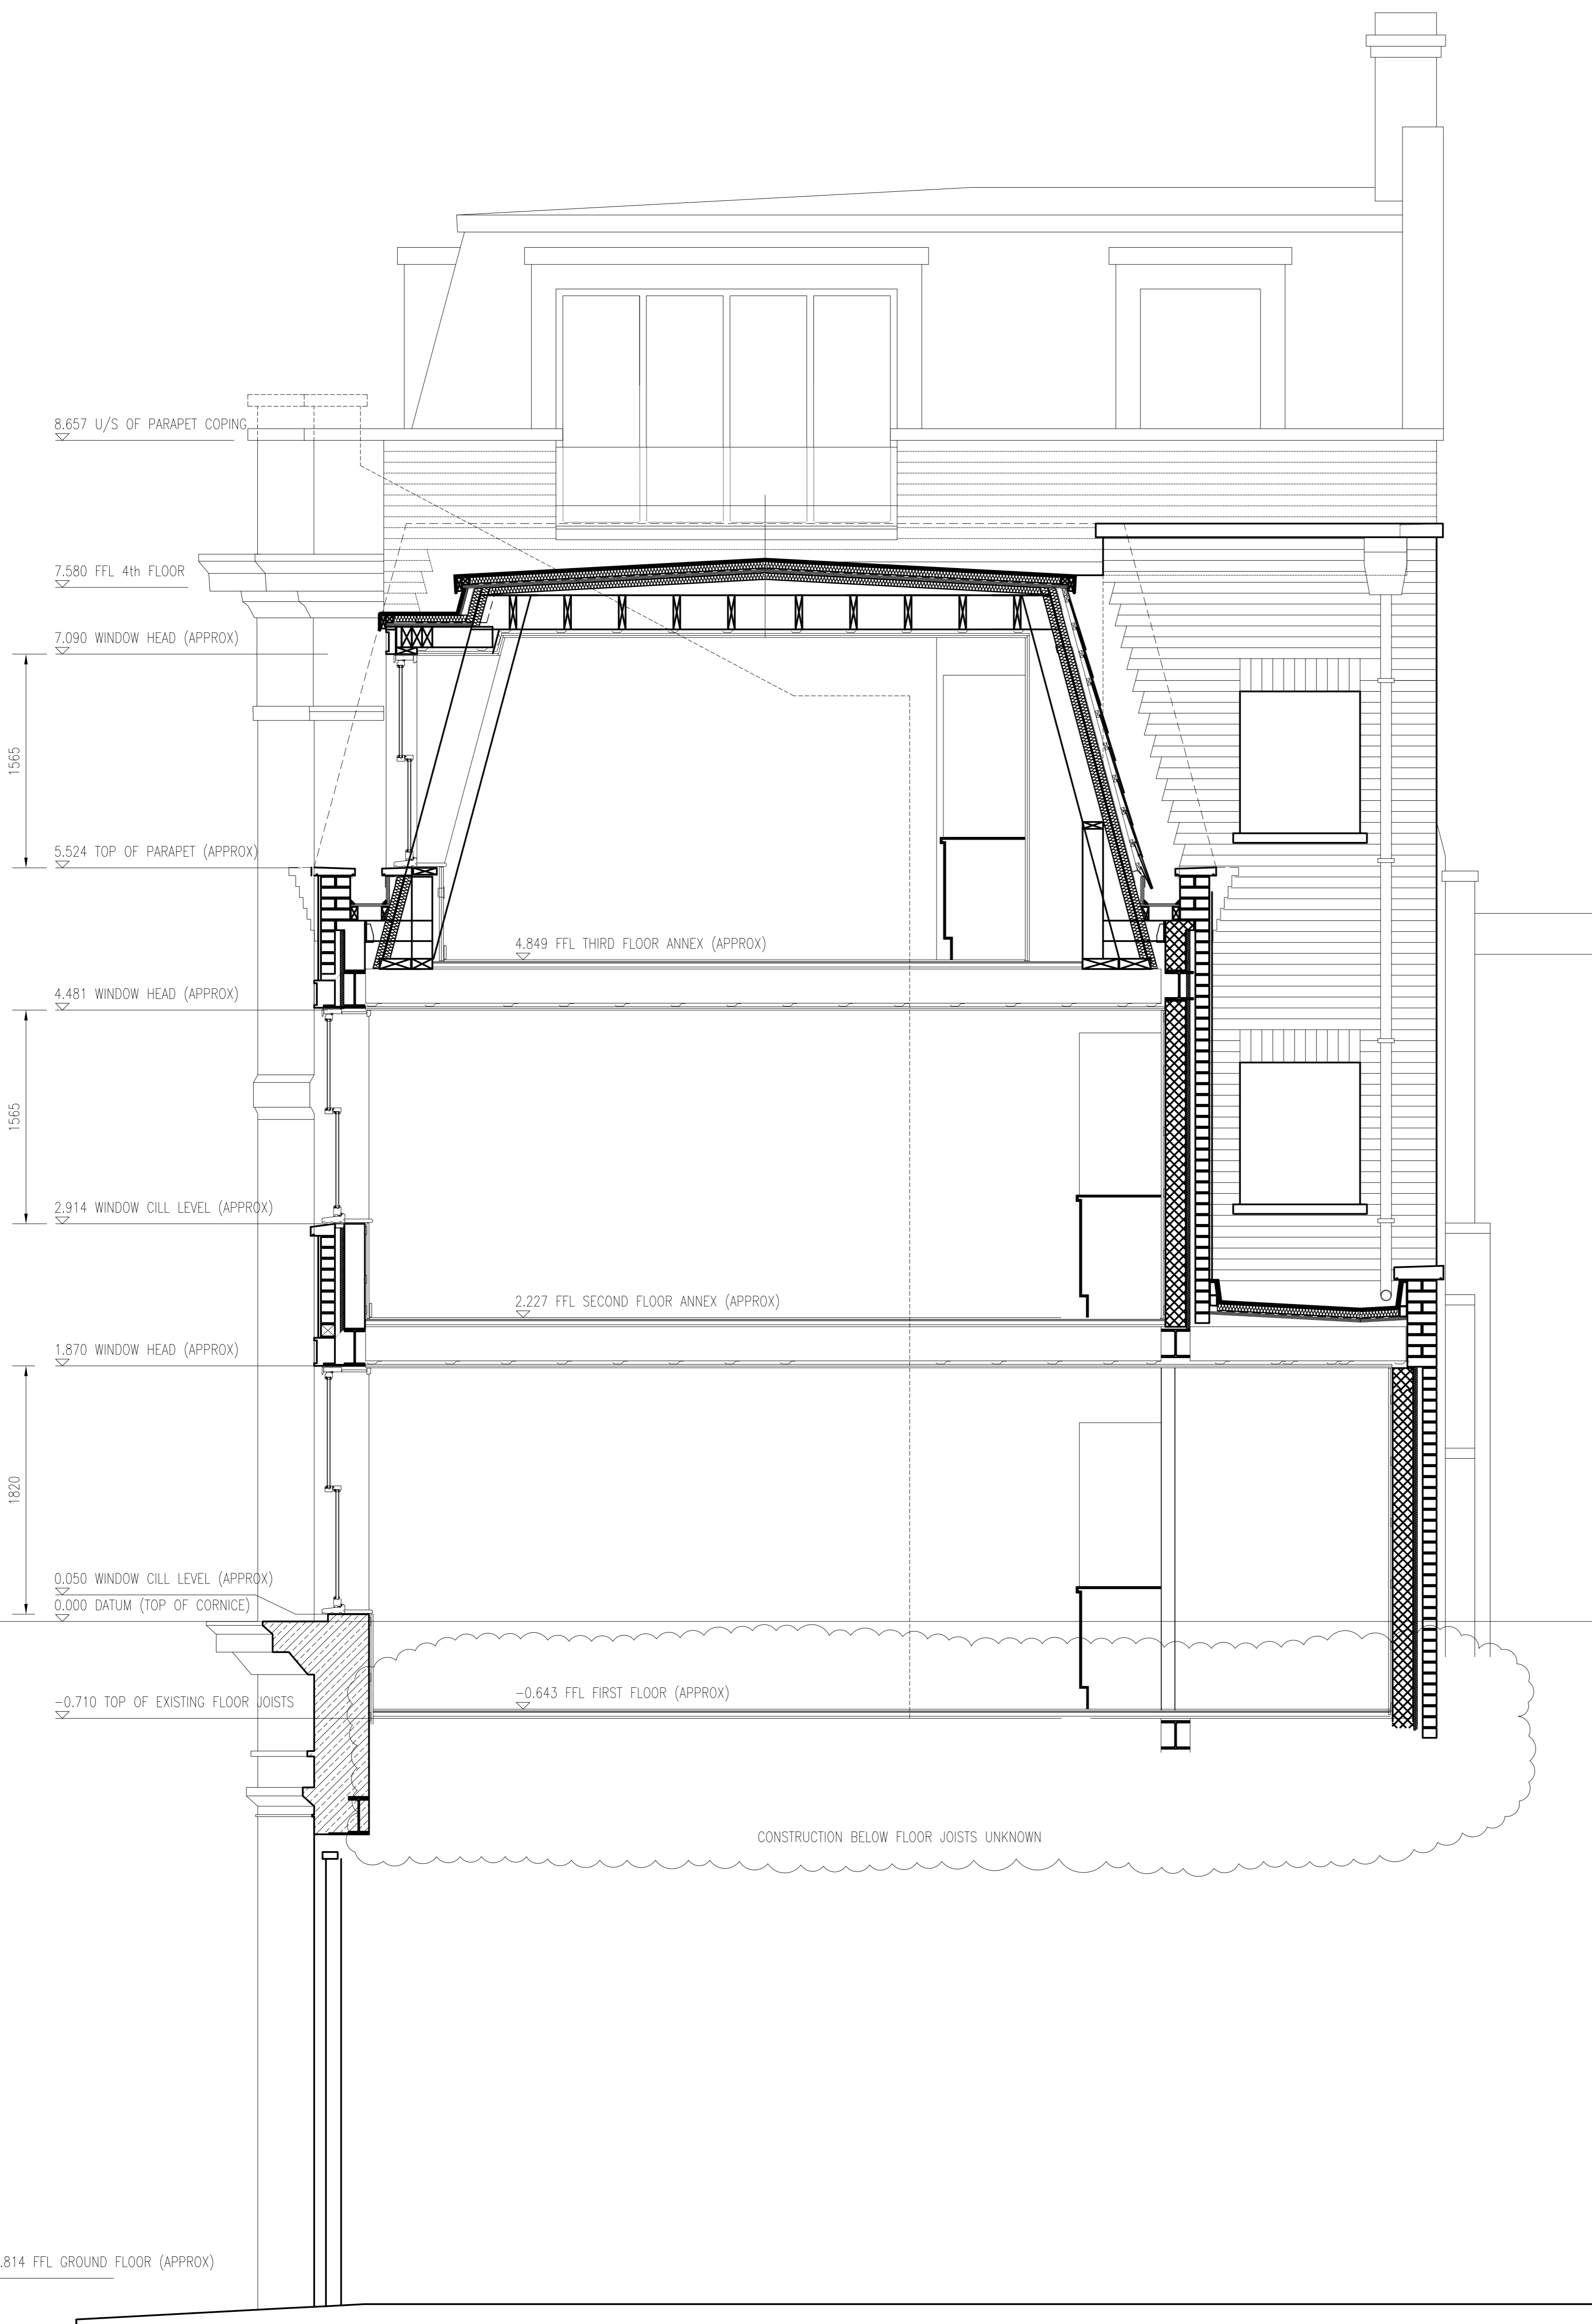 8.657 U/S OF PARAPET COPING
7.580 FFL 4th FLOOR
7.090 WINDOW HEAD (APPROX)
1565
5.524 TOP OF PARAPET (APPROX)
4.849 FFL THIRD FLOOR ANNEX (APPROX)
4.481 WINDOW HEAD (APPROX)
1565
2.914 WINDOW CILL LEVEL (APPROX)
2.227 FFL SECOND FLOOR ANNEX (APPROX)
1.870 WINDOW HEAD (APPROX)
1820
0.050 WINDOW CILL LEVEL (APPROX)
0.000 DATUM (TOP OF CORNICE)
-0.643 FFL FIRST FLOOR (APPROX)
-0.710 TOP OF EXISTING FLOOR JOISTS
CONSTRUCTION BELOW FLOOR JOISTS UNKNOWN
.814 FFL GROUND FLOOR (APPROX)